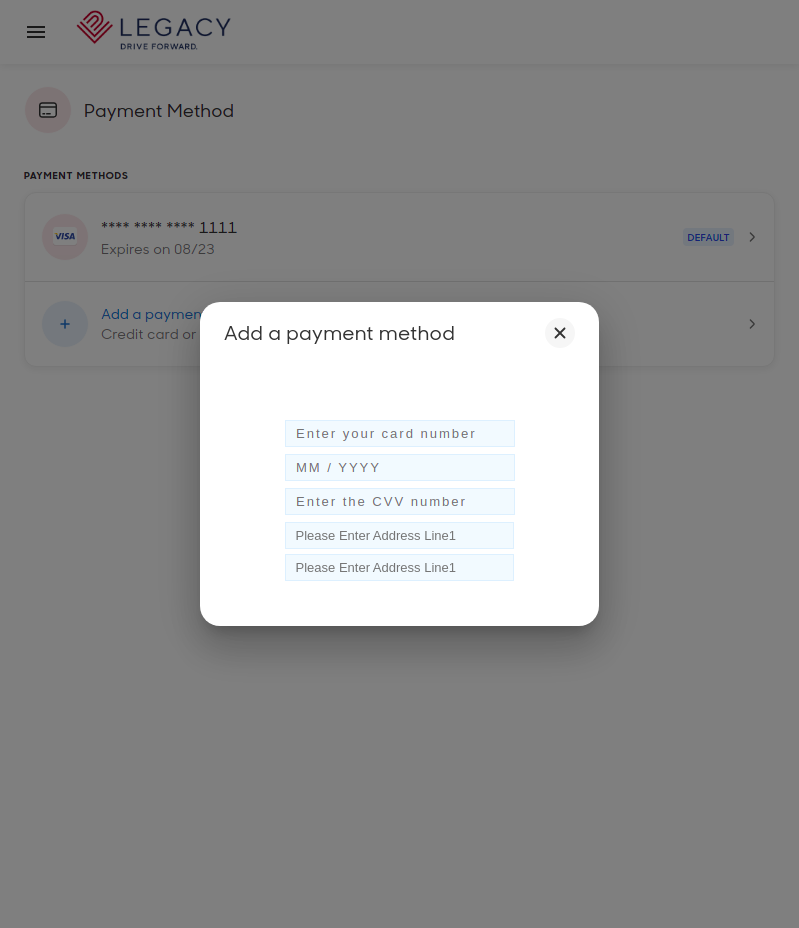 LEGACY
DRIVE FORWARD.
Payment Method
PAYMENT METHODS
VISA
**** **** **** 1111
Expires on 08/23
DEFAULT
Add a paymen
Credit card or
Add a payment method
Enter your card number
MM / YYYY
Enter the CVV number
Please Enter Address Line1
Please Enter Address Line1